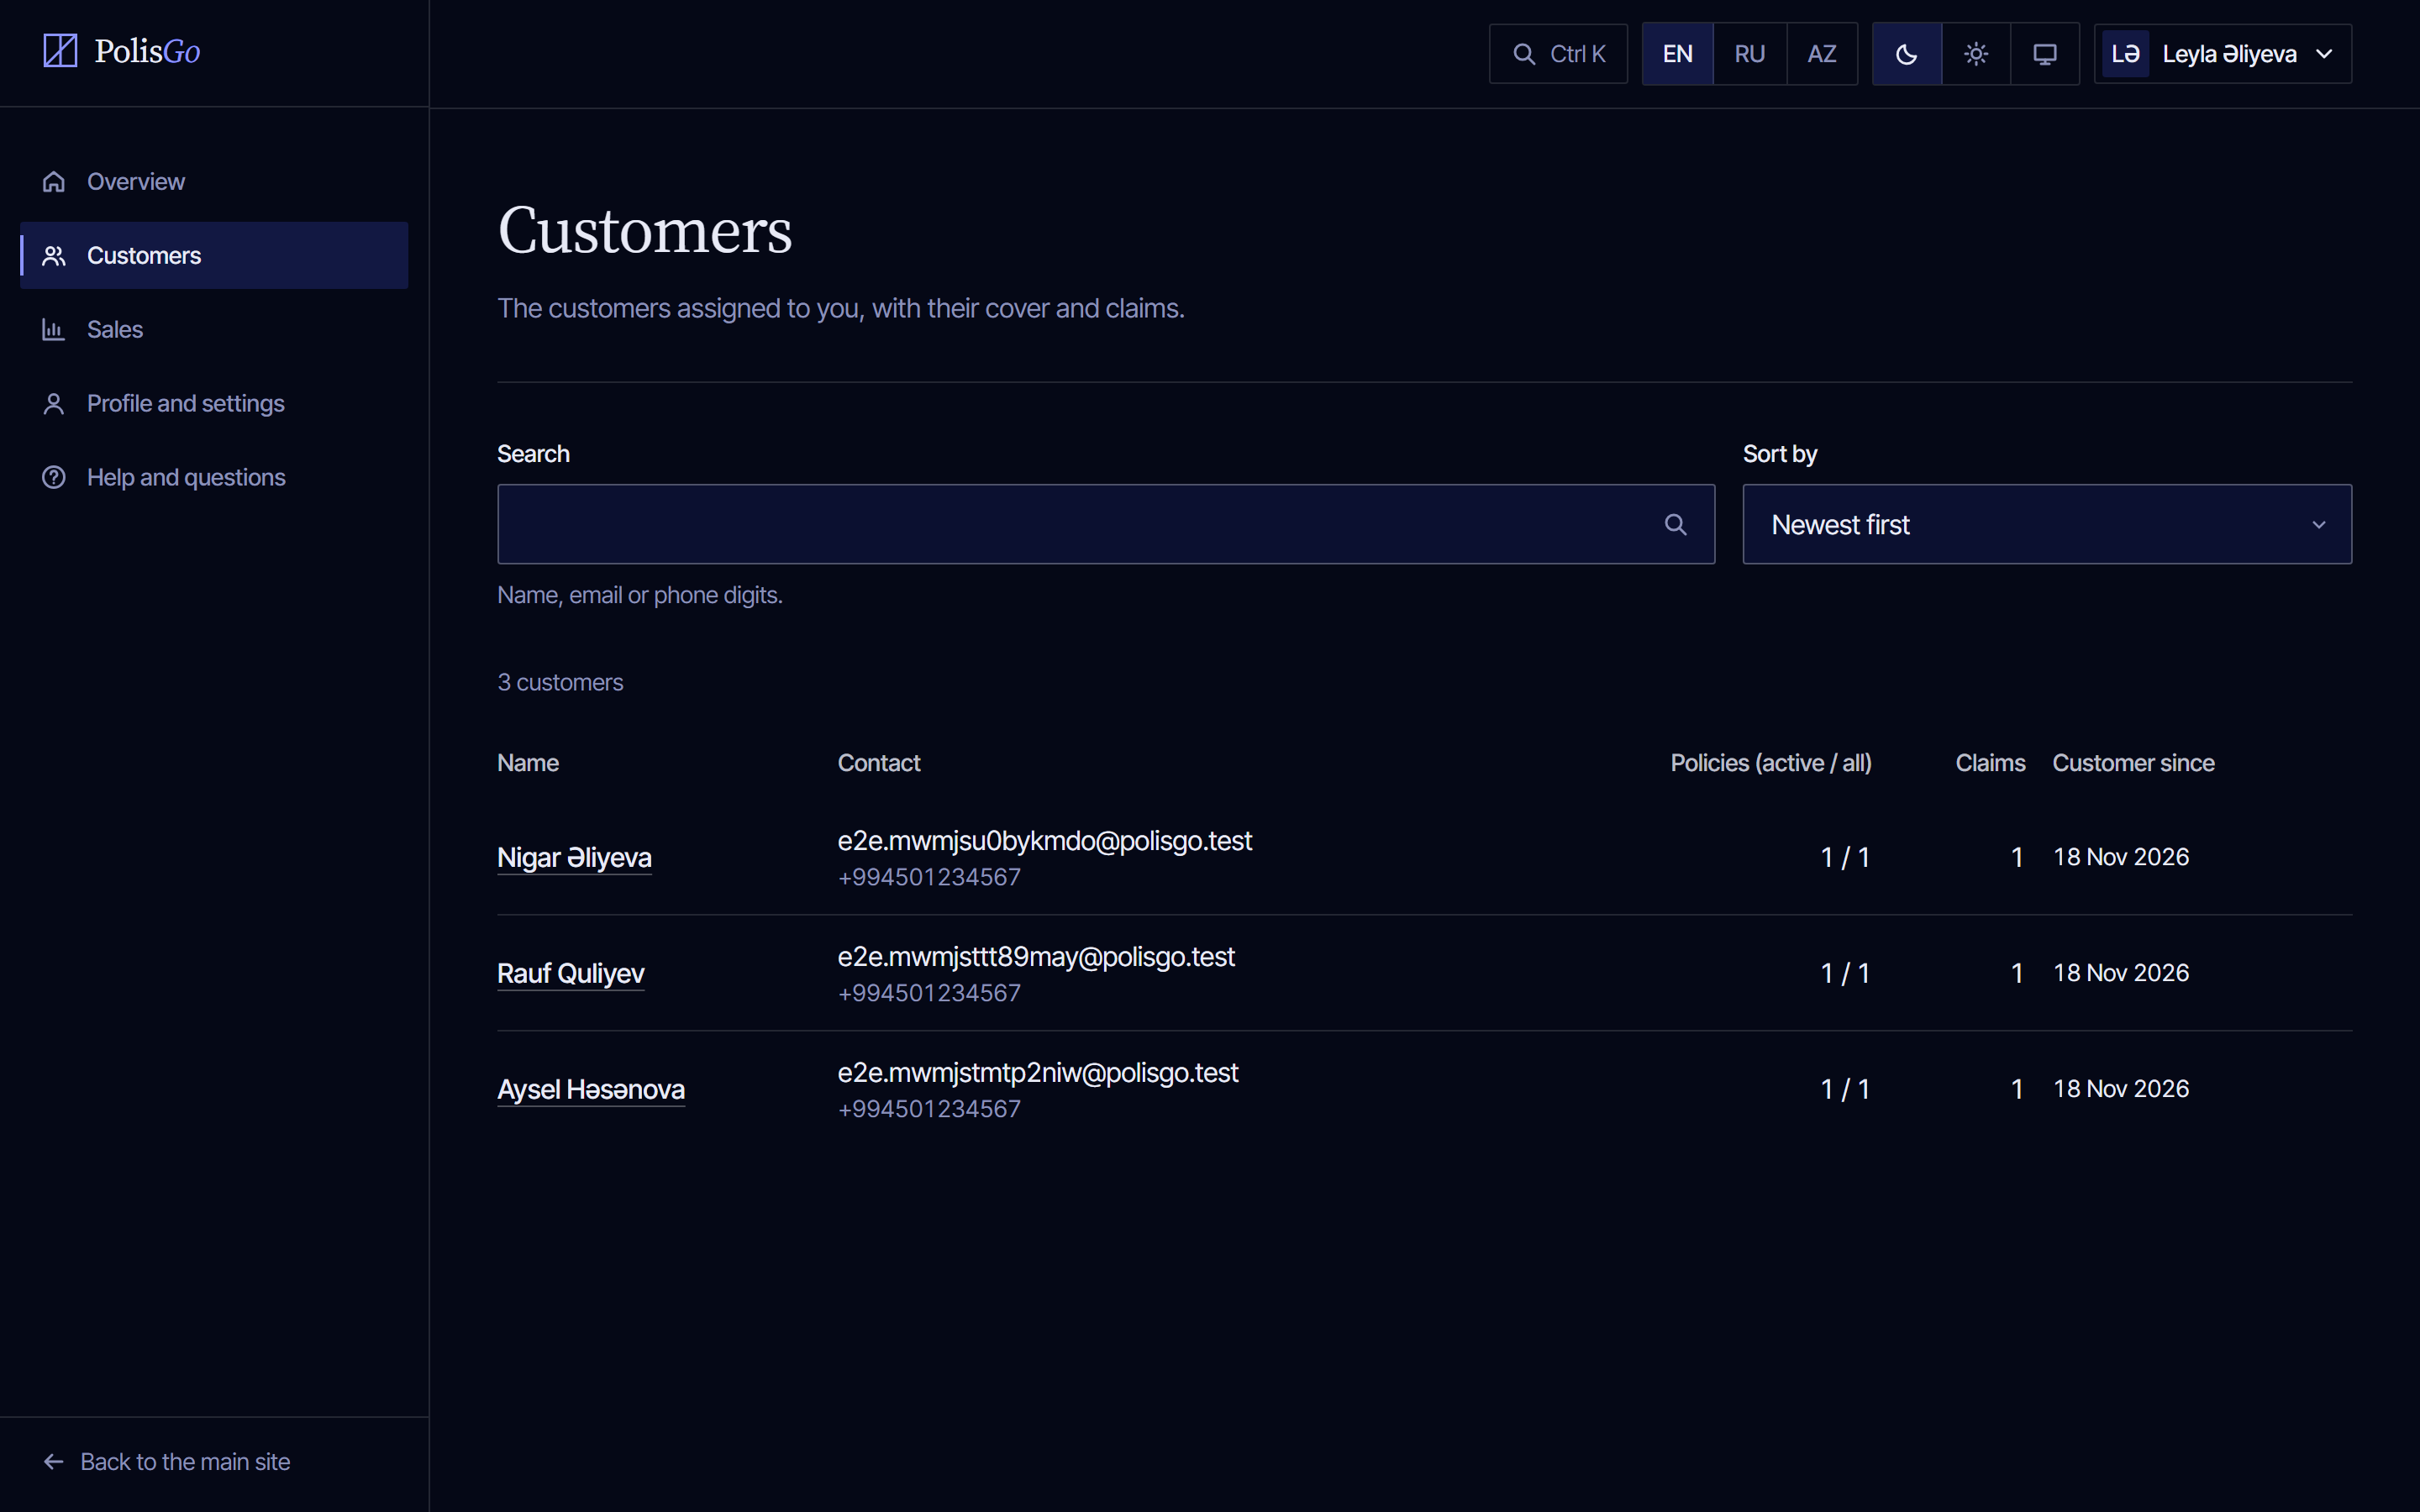 PolisGo
Ctrl K
EN
RU
AZ
LƏ
Leyla Əliyeva
Overview
Customers
Sales
Profile and settings
Help and questions
Back to the main site
Customers
The customers assigned to you, with their cover and claims.
Search
Sort by
Newest first
Name, email or phone digits.
3 customers
Name Contact Policies (active / all) Claims Customer since
Nigar Əliyeva e2e.mwmjsu0bykmdo@polisgo.test 1 / 1 1 18 Nov 2026
+994501234567
Rauf Quliyev e2e.mwmjsttt89may@polisgo.test 1 / 1 1 18 Nov 2026
+994501234567
Aysel Həsənova e2e.mwmjstmtp2niw@polisgo.test 1 / 1 1 18 Nov 2026
+994501234567